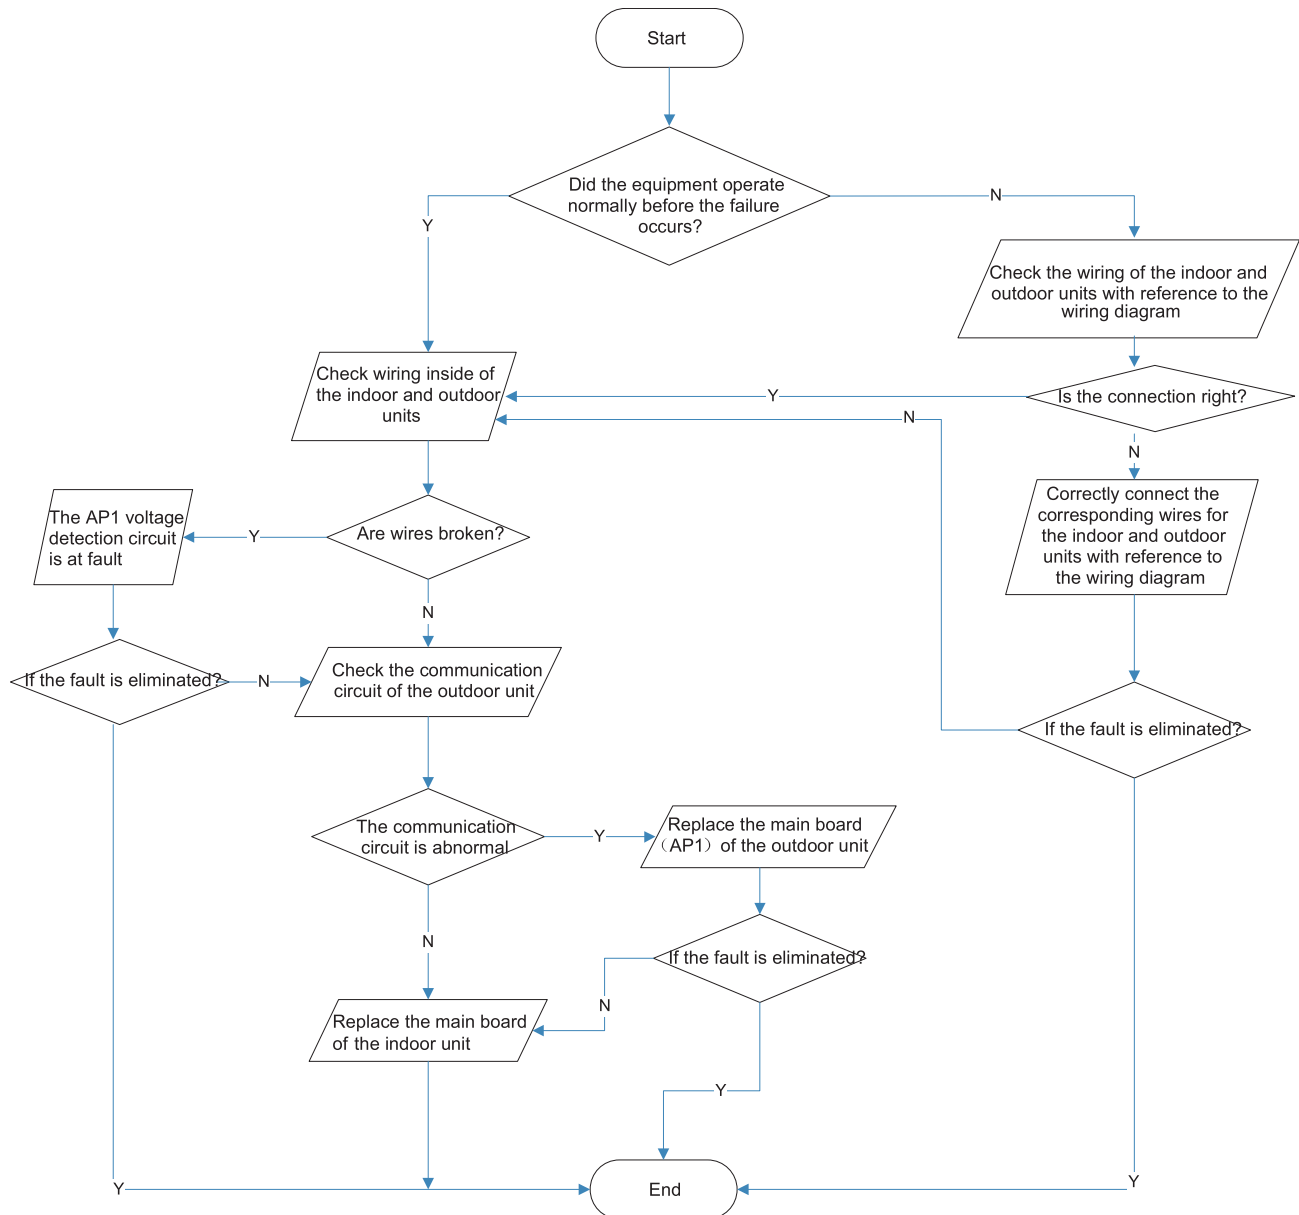 Start
Did the equipment operate
normally before the failure
occurs?
Y
N
Check the wiring of the indoor and
outdoor units with reference to the
wiring diagram
Check wiring inside of
the indoor and outdoor
units
Y
Is the connection right?
N
N
Correctly connect the
corresponding wires for
the indoor and outdoor
units with reference to
the wiring diagram
The AP1 voltage
detection circuit
is at fault
Y
Are wires broken?
N
If the fault is eliminated?
N
Check the communication
circuit of the outdoor unit
If the fault is eliminated?
The communication
circuit is abnormal
Y
Replace the main board
（AP1）of the outdoor unit
N
If the fault is eliminated?
N
Replace the main board
of the indoor unit
Y
Y
End
Y